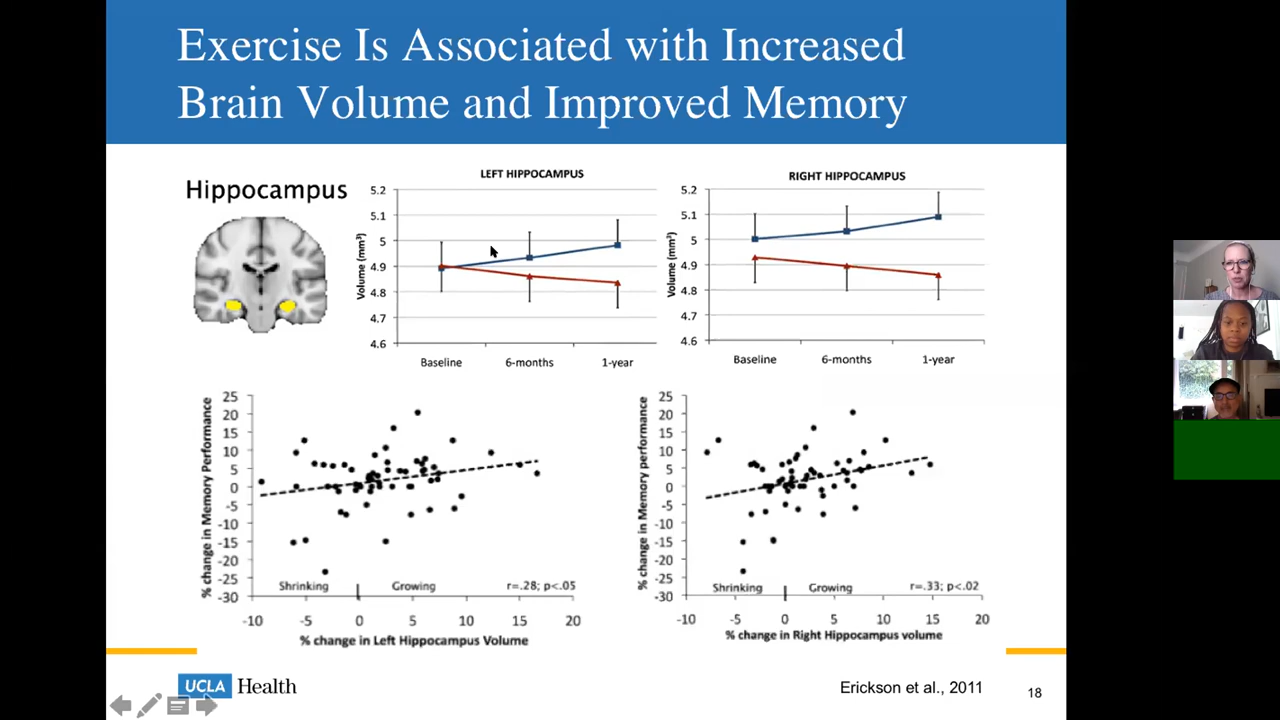 Exercise Is Associated with Increased
Brain Volume and Improved Memory
Hippocampus
LEFT HIPPOCAMPUS
Volume (mm³)
5.2
5.1
5
4.9
4.8
4.7
4.6
Baseline
6-months
1-year
RIGHT HIPPOCAMPUS
Volume (mm³)
5.2
5.1
5
4.9
4.8
4.7
4.6
Baseline
6-months
1-year
% change in Memory Performance
25
20
15
10
5
0
-5
-10
-15
-20
-25
-30
Shrinking
Growing
r=.28; p<.05
-10
-5
0
5
10
15
20
% change in Left Hippocampus Volume
% change in Memory performance
25
20
15
10
5
0
-5
-10
-15
-20
-25
-30
Shrinking
Growing
r=.33; p<.02
-10
-5
0
5
10
15
20
% change in Right Hippocampus volume
UCLA Health
Erickson et al., 2011
18